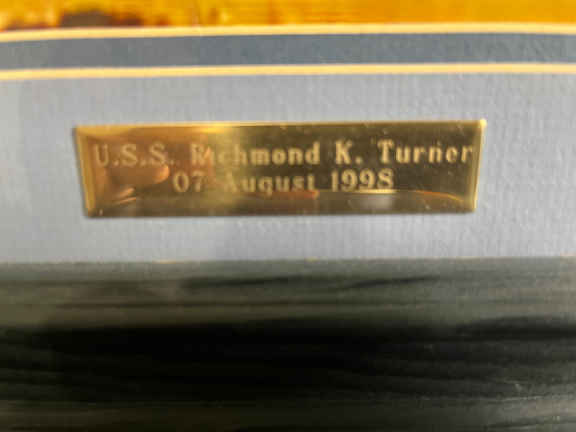 U.S.S. Richmond K. Turner
07 August 1998